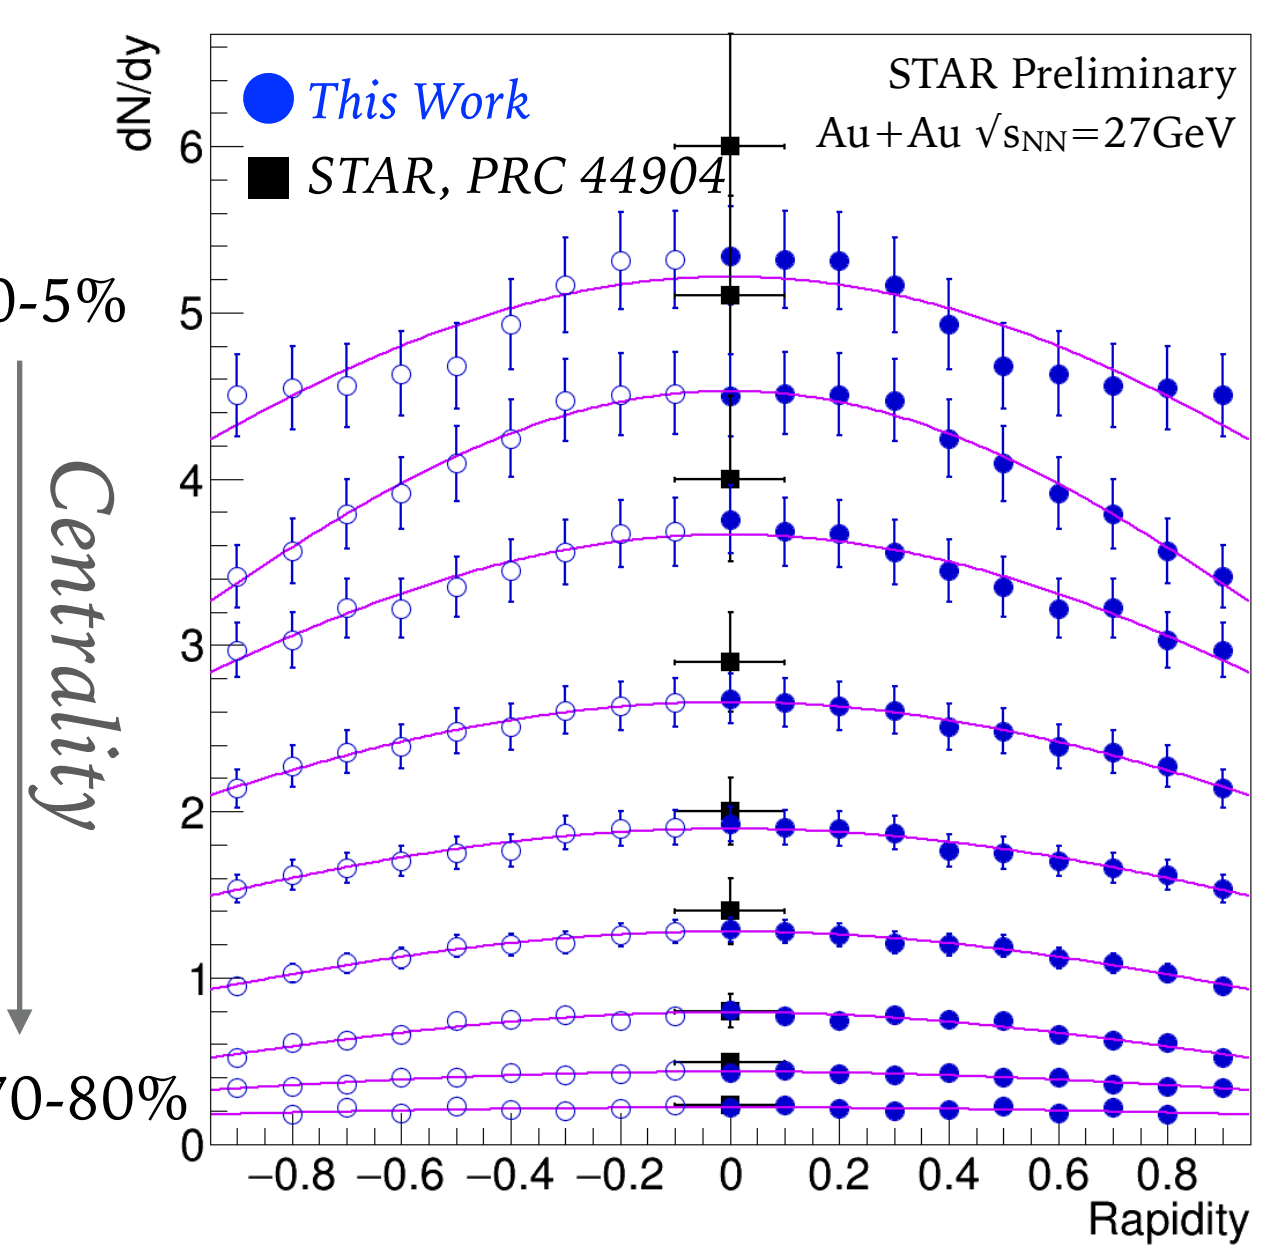 dN/dy
This Work
STAR, PRC 44904
STAR Preliminary
Au+Au √sNN=27GeV
0-5%
Centrality
70-80%
6
5
4
3
2
1
0
−0.8 −0.6 −0.4 −0.2 0 0.2 0.4 0.6 0.8
Rapidity